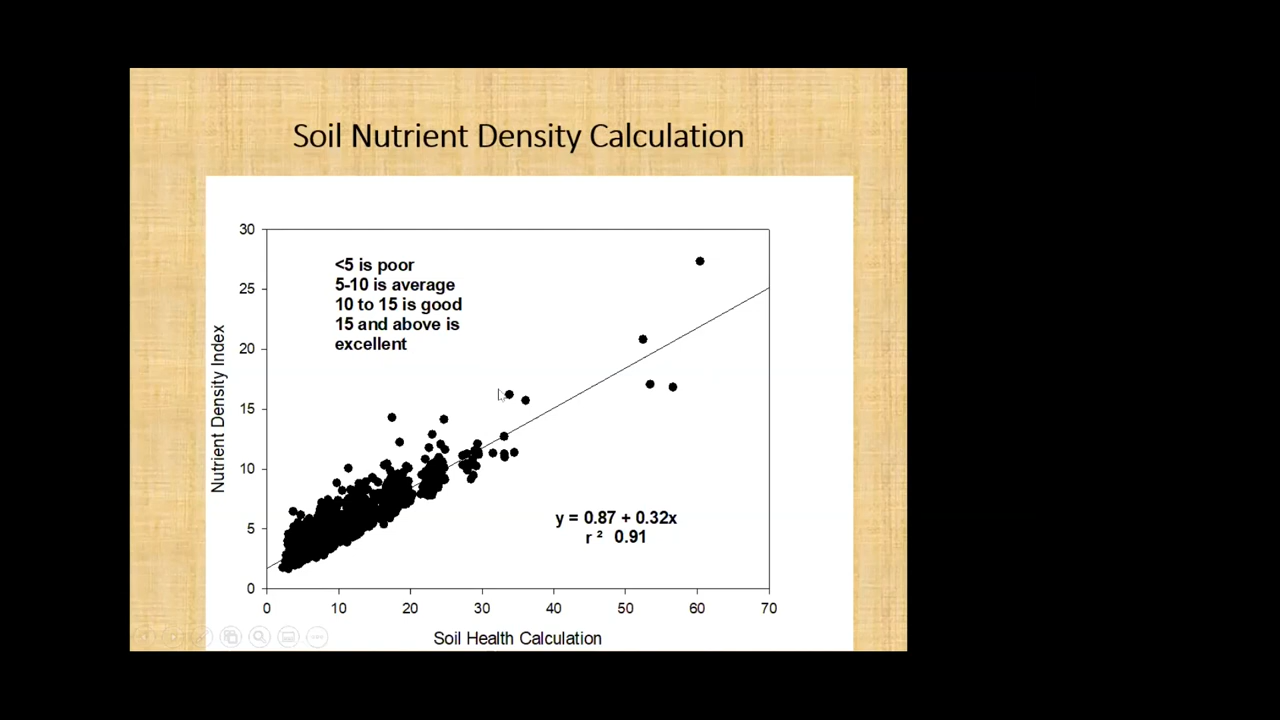 Soil Nutrient Density Calculation
30
<5 is poor
5-10 is average
10 to 15 is good
15 and above is
excellent
25
20
15
10
5
0
Nutrient Density Index
y = 0.87 + 0.32x
r ² 0.91
0 10 20 30 40 50 60 70
Soil Health Calculation